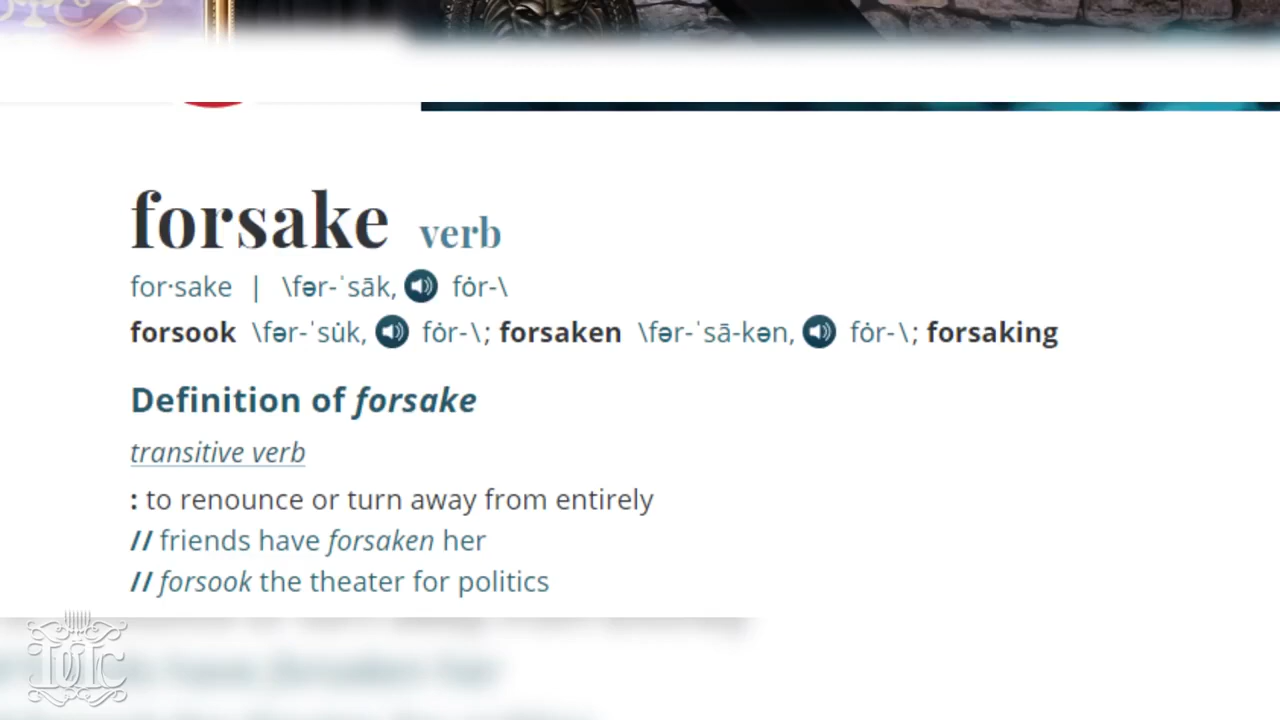 forsake verb
for·sake | \fər-ˈsāk, fȯr-\
forsook \fər-ˈsu̇k, fȯr-\; forsaken \fər-ˈsā-kən, fȯr-\; forsaking
Definition of forsake
transitive verb
: to renounce or turn away from entirely
// friends have forsaken her
// forsook the theater for politics
IUIC